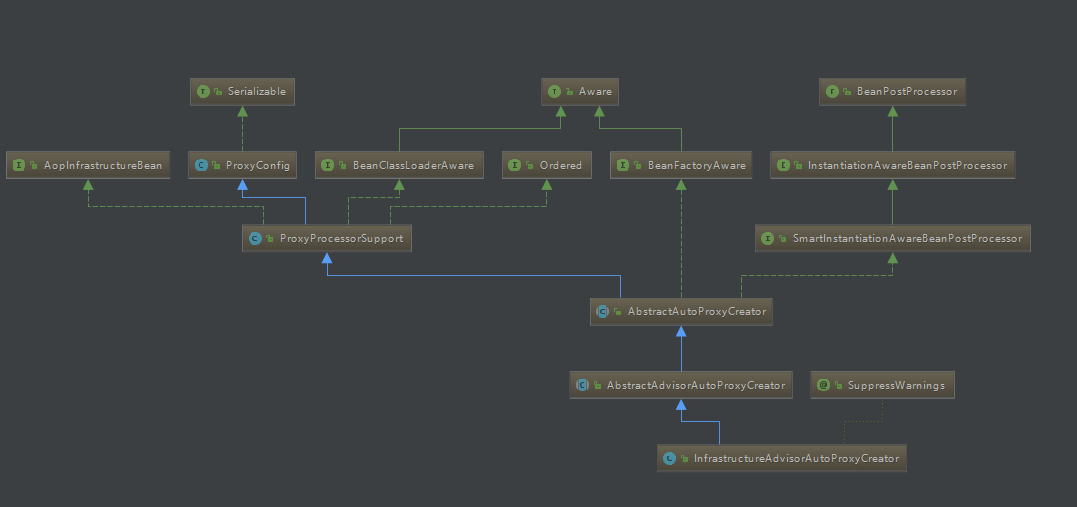 Serializable
Aware
BeanPostProcessor
AopInfrastructureBean
ProxyConfig
BeanClassLoaderAware
Ordered
BeanFactoryAware
InstantiationAwareBeanPostProcessor
ProxyProcessorSupport
SmartInstantiationAwareBeanPostProcessor
AbstractAutoProxyCreator
AbstractAdvisorAutoProxyCreator
SuppressWarnings
InfrastructureAdvisorAutoProxyCreator